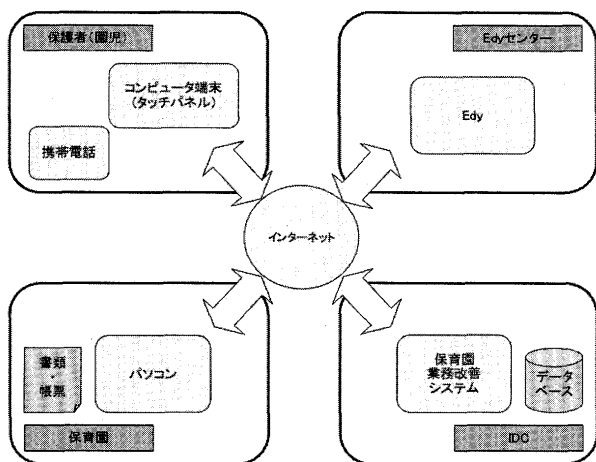 保護者(園児)
コンピュータ端末
(タッチパネル)
携帯電話
Edyセンター
Edy
インターネット
書類
・
帳票
パソコン
保育園
保育園
業務改善
システム
データ
ベース
IDC